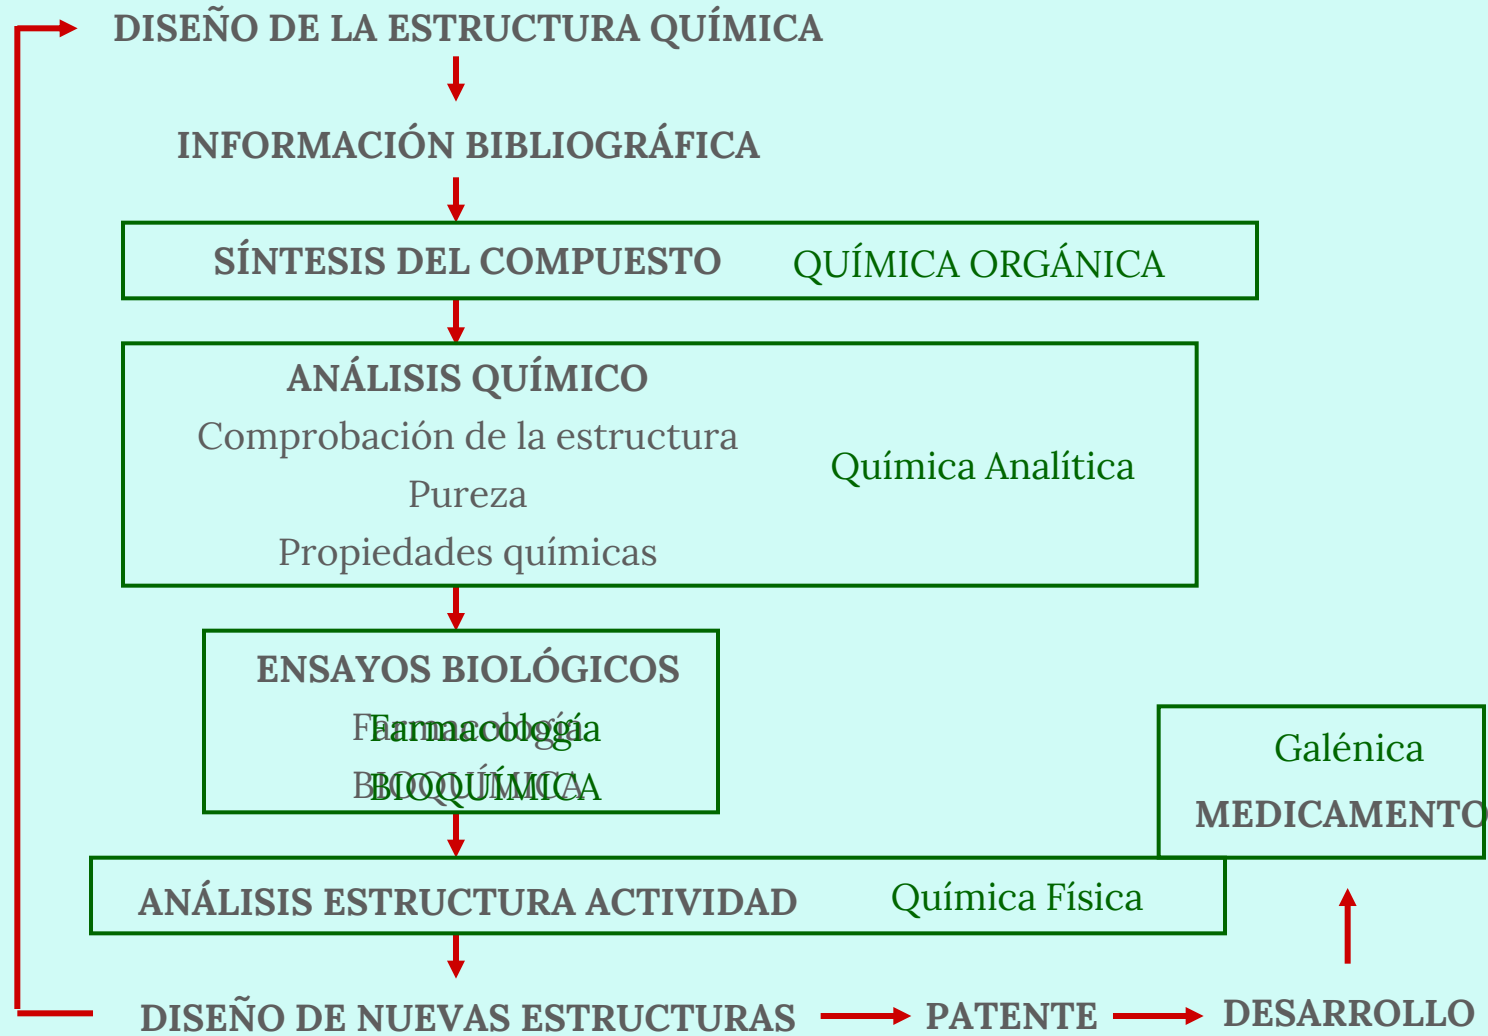 DISEÑO DE LA ESTRUCTURA QUÍMICA
INFORMACIÓN BIBLIOGRÁFICA
SÍNTESIS DEL COMPUESTO QUÍMICA ORGÁNICA
ANÁLISIS QUÍMICO
Comprobación de la estructura
Química Analítica
Pureza
Propiedades químicas
ENSAYOS BIOLÓGICOS
Farmacología
Farmacología
BIOQUÍMICA
BIOQUÍMICA
Galénica
MEDICAMENTO
ANÁLISIS ESTRUCTURA ACTIVIDAD Química Física
DISEÑO DE NUEVAS ESTRUCTURAS PATENTE DESARROLLO